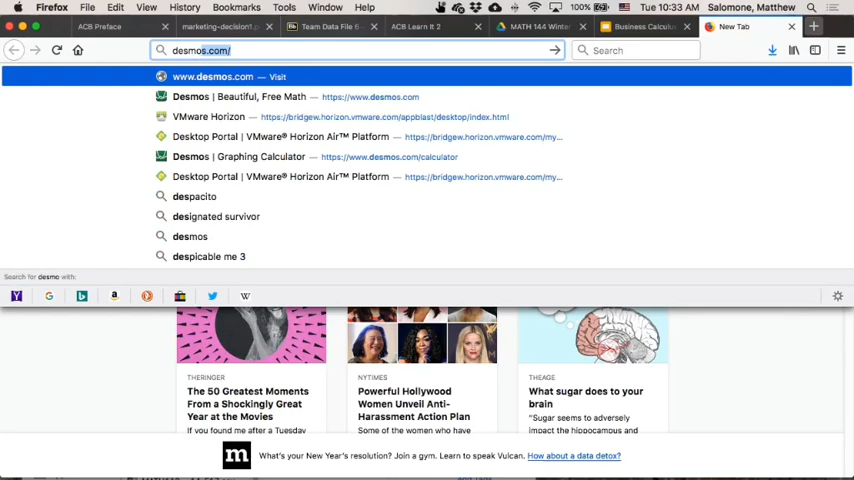 Firefox File Edit View History Bookmarks Tools Window Help 100% Tue 10:33 AM Salomone, Matthew
ACB Preface × marketing-decision1.p × Team Data File 6– × ACB Learn It 2 × MATH 144 Winte × Business Calculus × New Tab ×
desmos.com/ Search
www.desmos.com — Visit
Desmos | Beautiful, Free Math — https://www.desmos.com
VMware Horizon — https://bridgew.horizon.vmware.com/appblast/desktop/index.html
Desktop Portal | VMware® Horizon Air™ Platform — https://bridgew.horizon.vmware.com/my...
Desmos | Graphing Calculator — https://www.desmos.com/calculator
Desktop Portal | VMware® Horizon Air™ Platform — https://bridgew.horizon.vmware.com/my...
despacito
designated survivor
desmos
despicable me 3
Search for desmo with:
THERINGER NYTIMES THEAGE
The 50 Greatest Moments
From a Shockingly Great
Year at the Movies
If you found me after a Tuesday
Powerful Hollywood
Women Unveil Anti-
Harassment Action Plan
Some of the women who have
What sugar does to your
brain
"Sugar seems to adversely
impact the hippocampus and
m What's your New Year's resolution? Join a gym. Learn to speak Vulcan. How about a data detox?